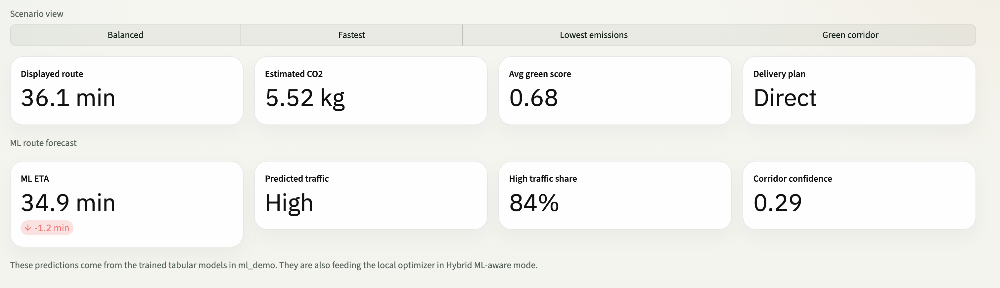 Scenario view
Balanced
Fastest
Lowest emissions
Green corridor
Displayed route
36.1 min
Estimated CO2
5.52 kg
Avg green score
0.68
Delivery plan
Direct
ML route forecast
ML ETA
34.9 min
↓ -1.2 min
Predicted traffic
High
High traffic share
84%
Corridor confidence
0.29
These predictions come from the trained tabular models in ml_demo. They are also feeding the local optimizer in Hybrid ML-aware mode.